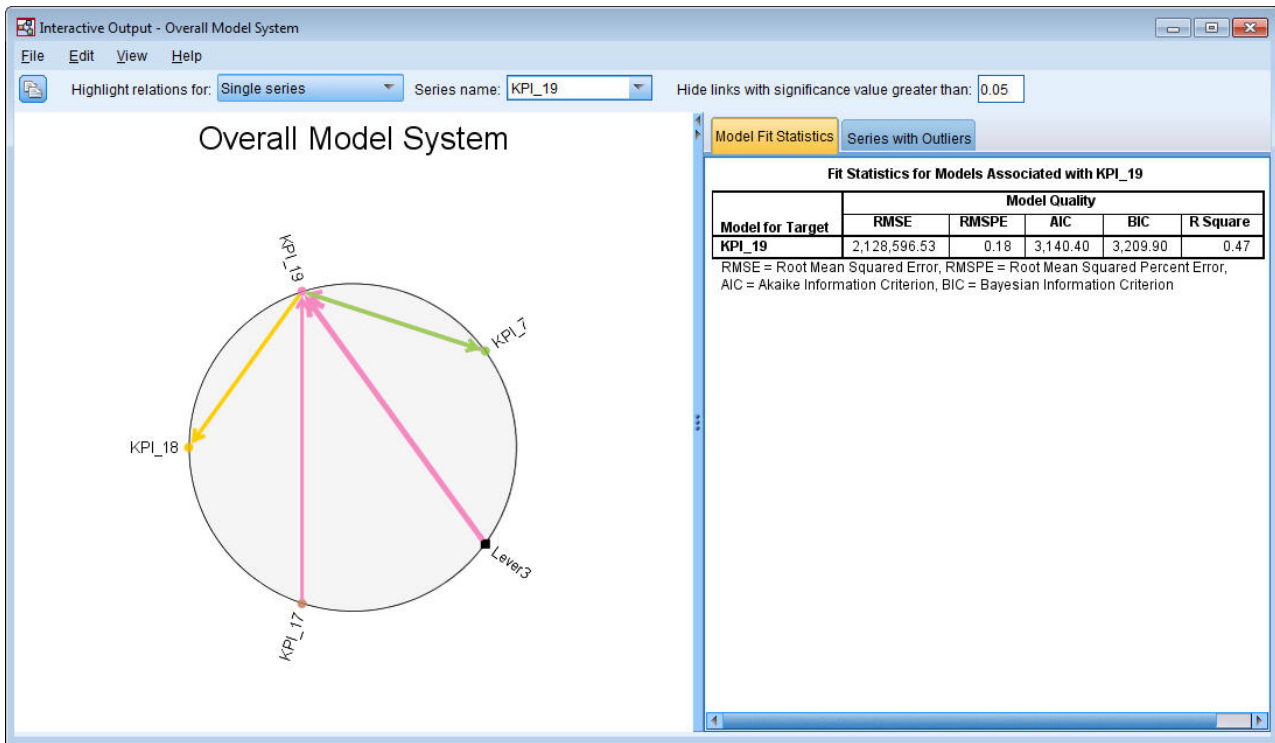 Interactive Output - Overall Model System
File Edit View Help
Highlight relations for: Single series Series name: KPI_19 Hide links with significance value greater than: 0.05
Overall Model System
KPI_19
KPI_7
KPI_18
Lever3
KPI_17
Model Fit Statistics Series with Outliers
Fit Statistics for Models Associated with KPI_19
Model Quality
Model for Target RMSE RMSPE AIC BIC R Square
KPI_19 2,128,596.53 0.18 3,140.40 3,209.90 0.47
RMSE = Root Mean Squared Error, RMSPE = Root Mean Squared Percent Error,
AIC = Akaike Information Criterion, BIC = Bayesian Information Criterion